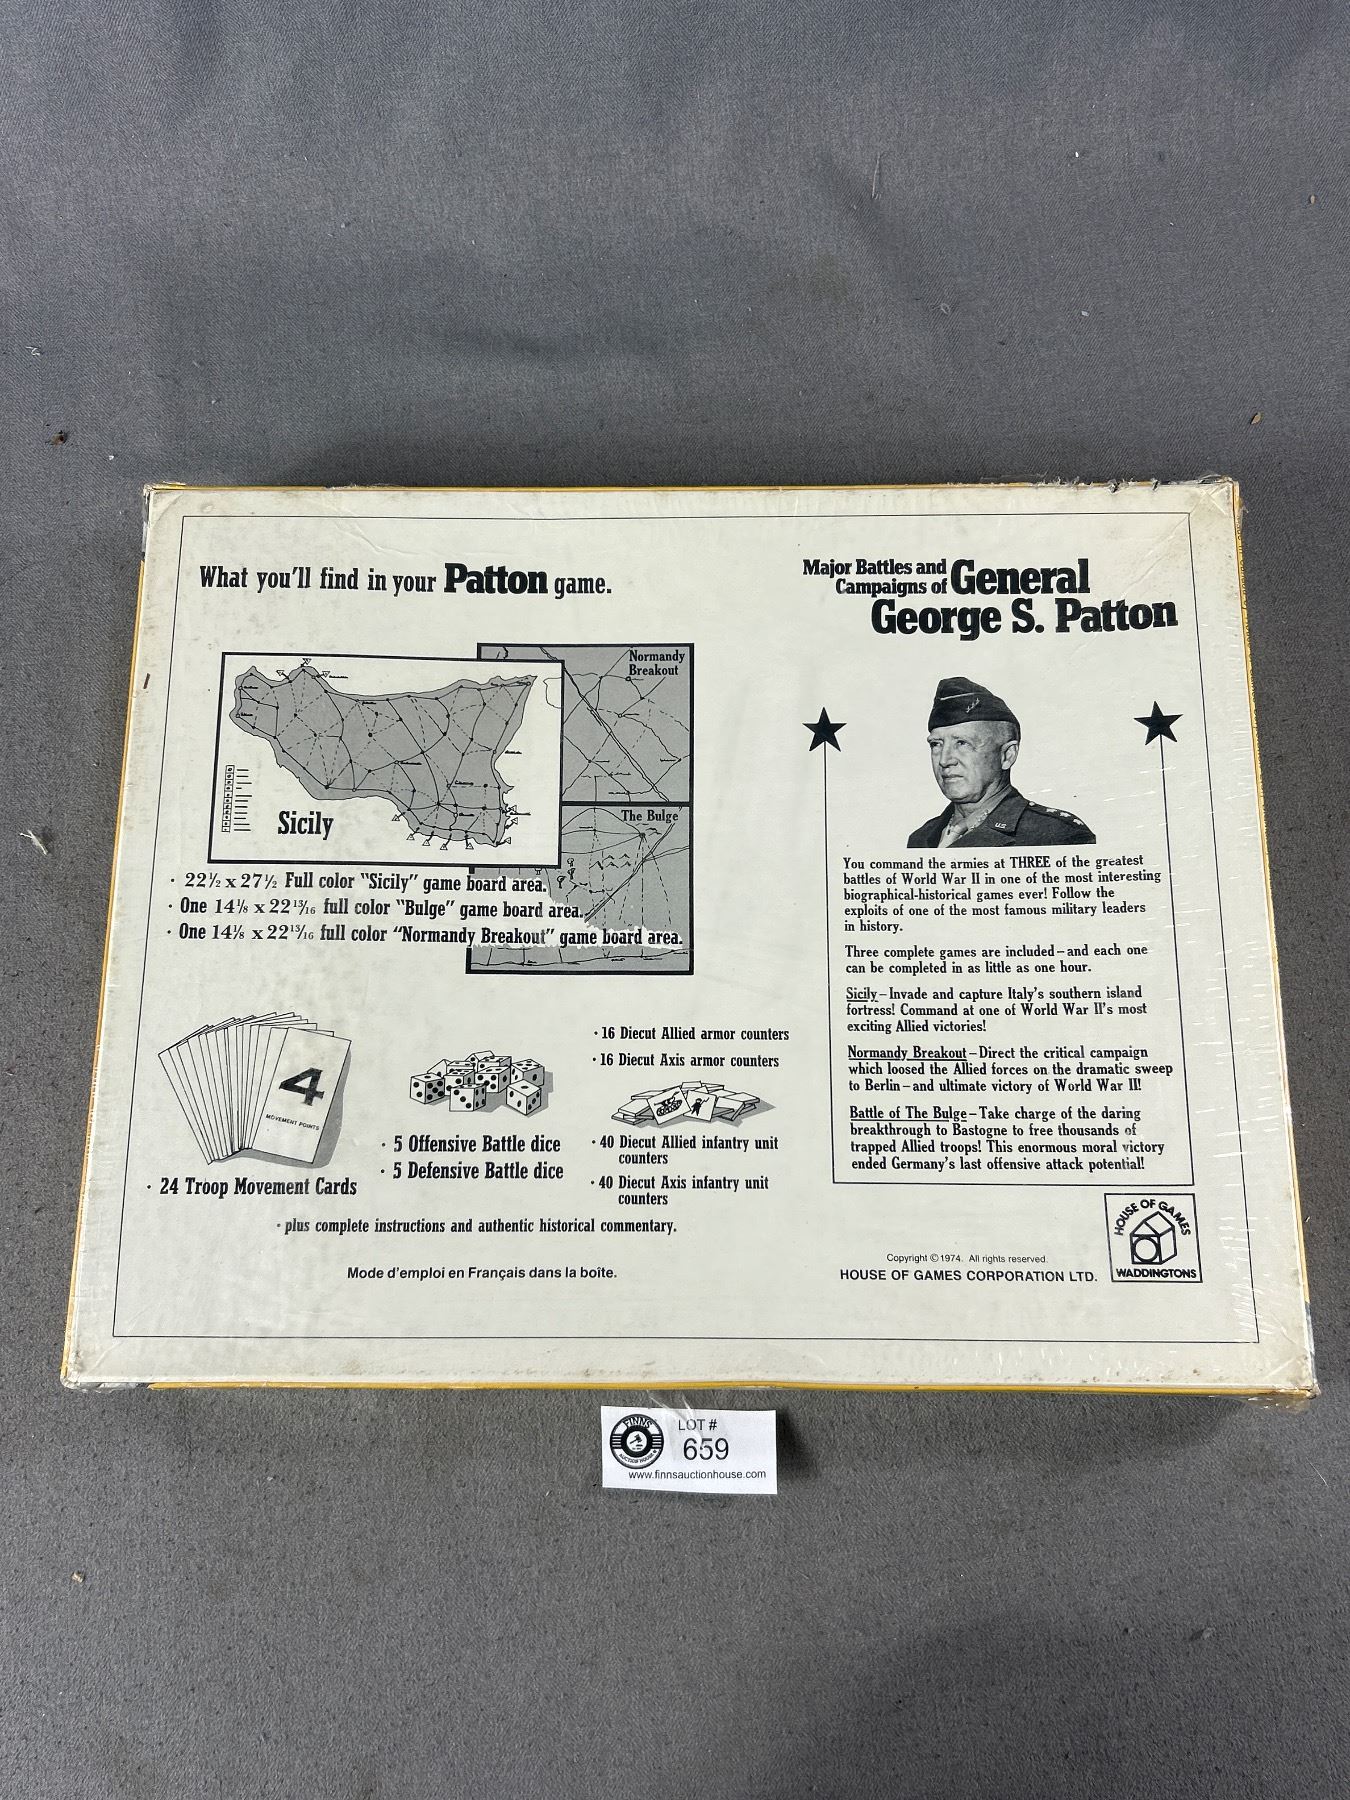 What you'll find in your Patton game.
Normandy
Breakout
The Bulge
Sicily
· 22½ x 27½ Full color "Sicily" game board area.
· One 14⅛ x 22¹³/₁₆ full color "Bulge" game board area.
· One 14⅛ x 22¹³/₁₆ full color "Normandy Breakout" game board area.
4
MOVEMENT POINTS
· 24 Troop Movement Cards
· 5 Offensive Battle dice
· 5 Defensive Battle dice
· 16 Diecut Allied armor counters
· 16 Diecut Axis armor counters
· 40 Diecut Allied infantry unit
counters
· 40 Diecut Axis infantry unit
counters
· plus complete instructions and authentic historical commentary.
Mode d'emploi en Français dans la boîte.
Major Battles and
Campaigns of General
George S. Patton
US
You command the armies at THREE of the greatest
battles of World War II in one of the most interesting
biographical-historical games ever! Follow the
exploits of one of the most famous military leaders
in history.
Three complete games are included–and each one
can be completed in as little as one hour.
Sicily–Invade and capture Italy's southern island
fortress! Command at one of World War II's most
exciting Allied victories!
Normandy Breakout–Direct the critical campaign
which loosed the Allied forces on the dramatic sweep
to Berlin–and ultimate victory of World War II!
Battle of The Bulge–Take charge of the daring
breakthrough to Bastogne to free thousands of
trapped Allied troops! This enormous moral victory
ended Germany's last offensive attack potential!
Copyright ©1974. All rights reserved.
HOUSE OF GAMES CORPORATION LTD.
HOUSE OF GAMES
WADDINGTONS
FINNS
AUCTION HOUSE
LOT #
659
www.finnsauctionhouse.com